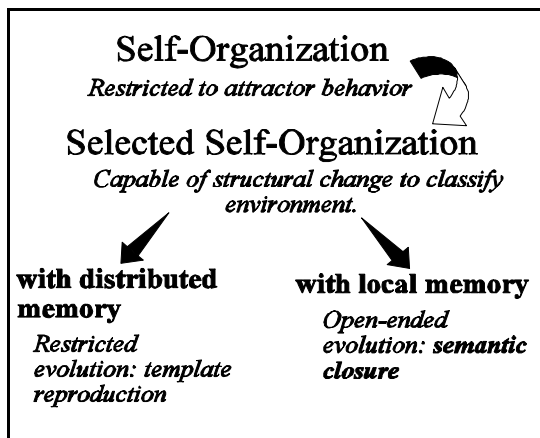 Self-Organization
Restricted to attractor behavior
Selected Self-Organization
Capable of structural change to classify
environment.
with distributed
memory
Restricted
evolution: template
reproduction
with local memory
Open-ended
evolution: semantic
closure